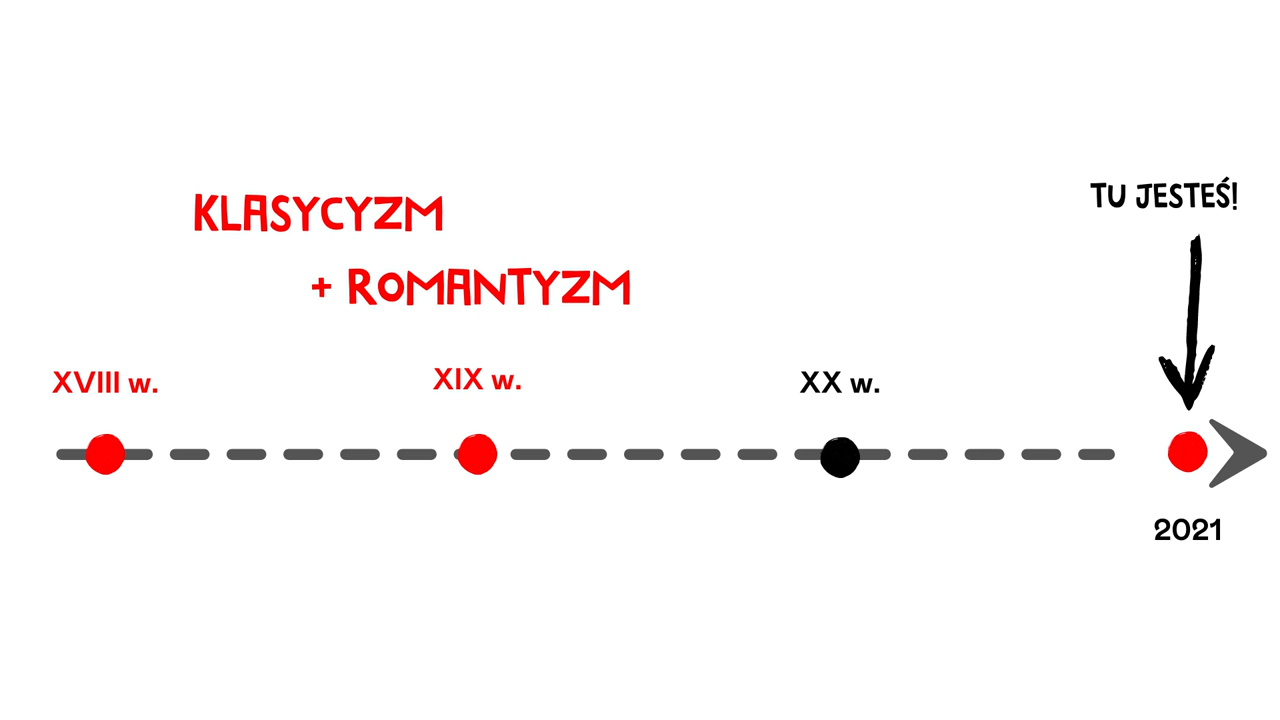 KLASYCYZM
+ ROMANTYZM
TU JESTEŚ!
XVIII w.
XIX w.
XX w.
2021